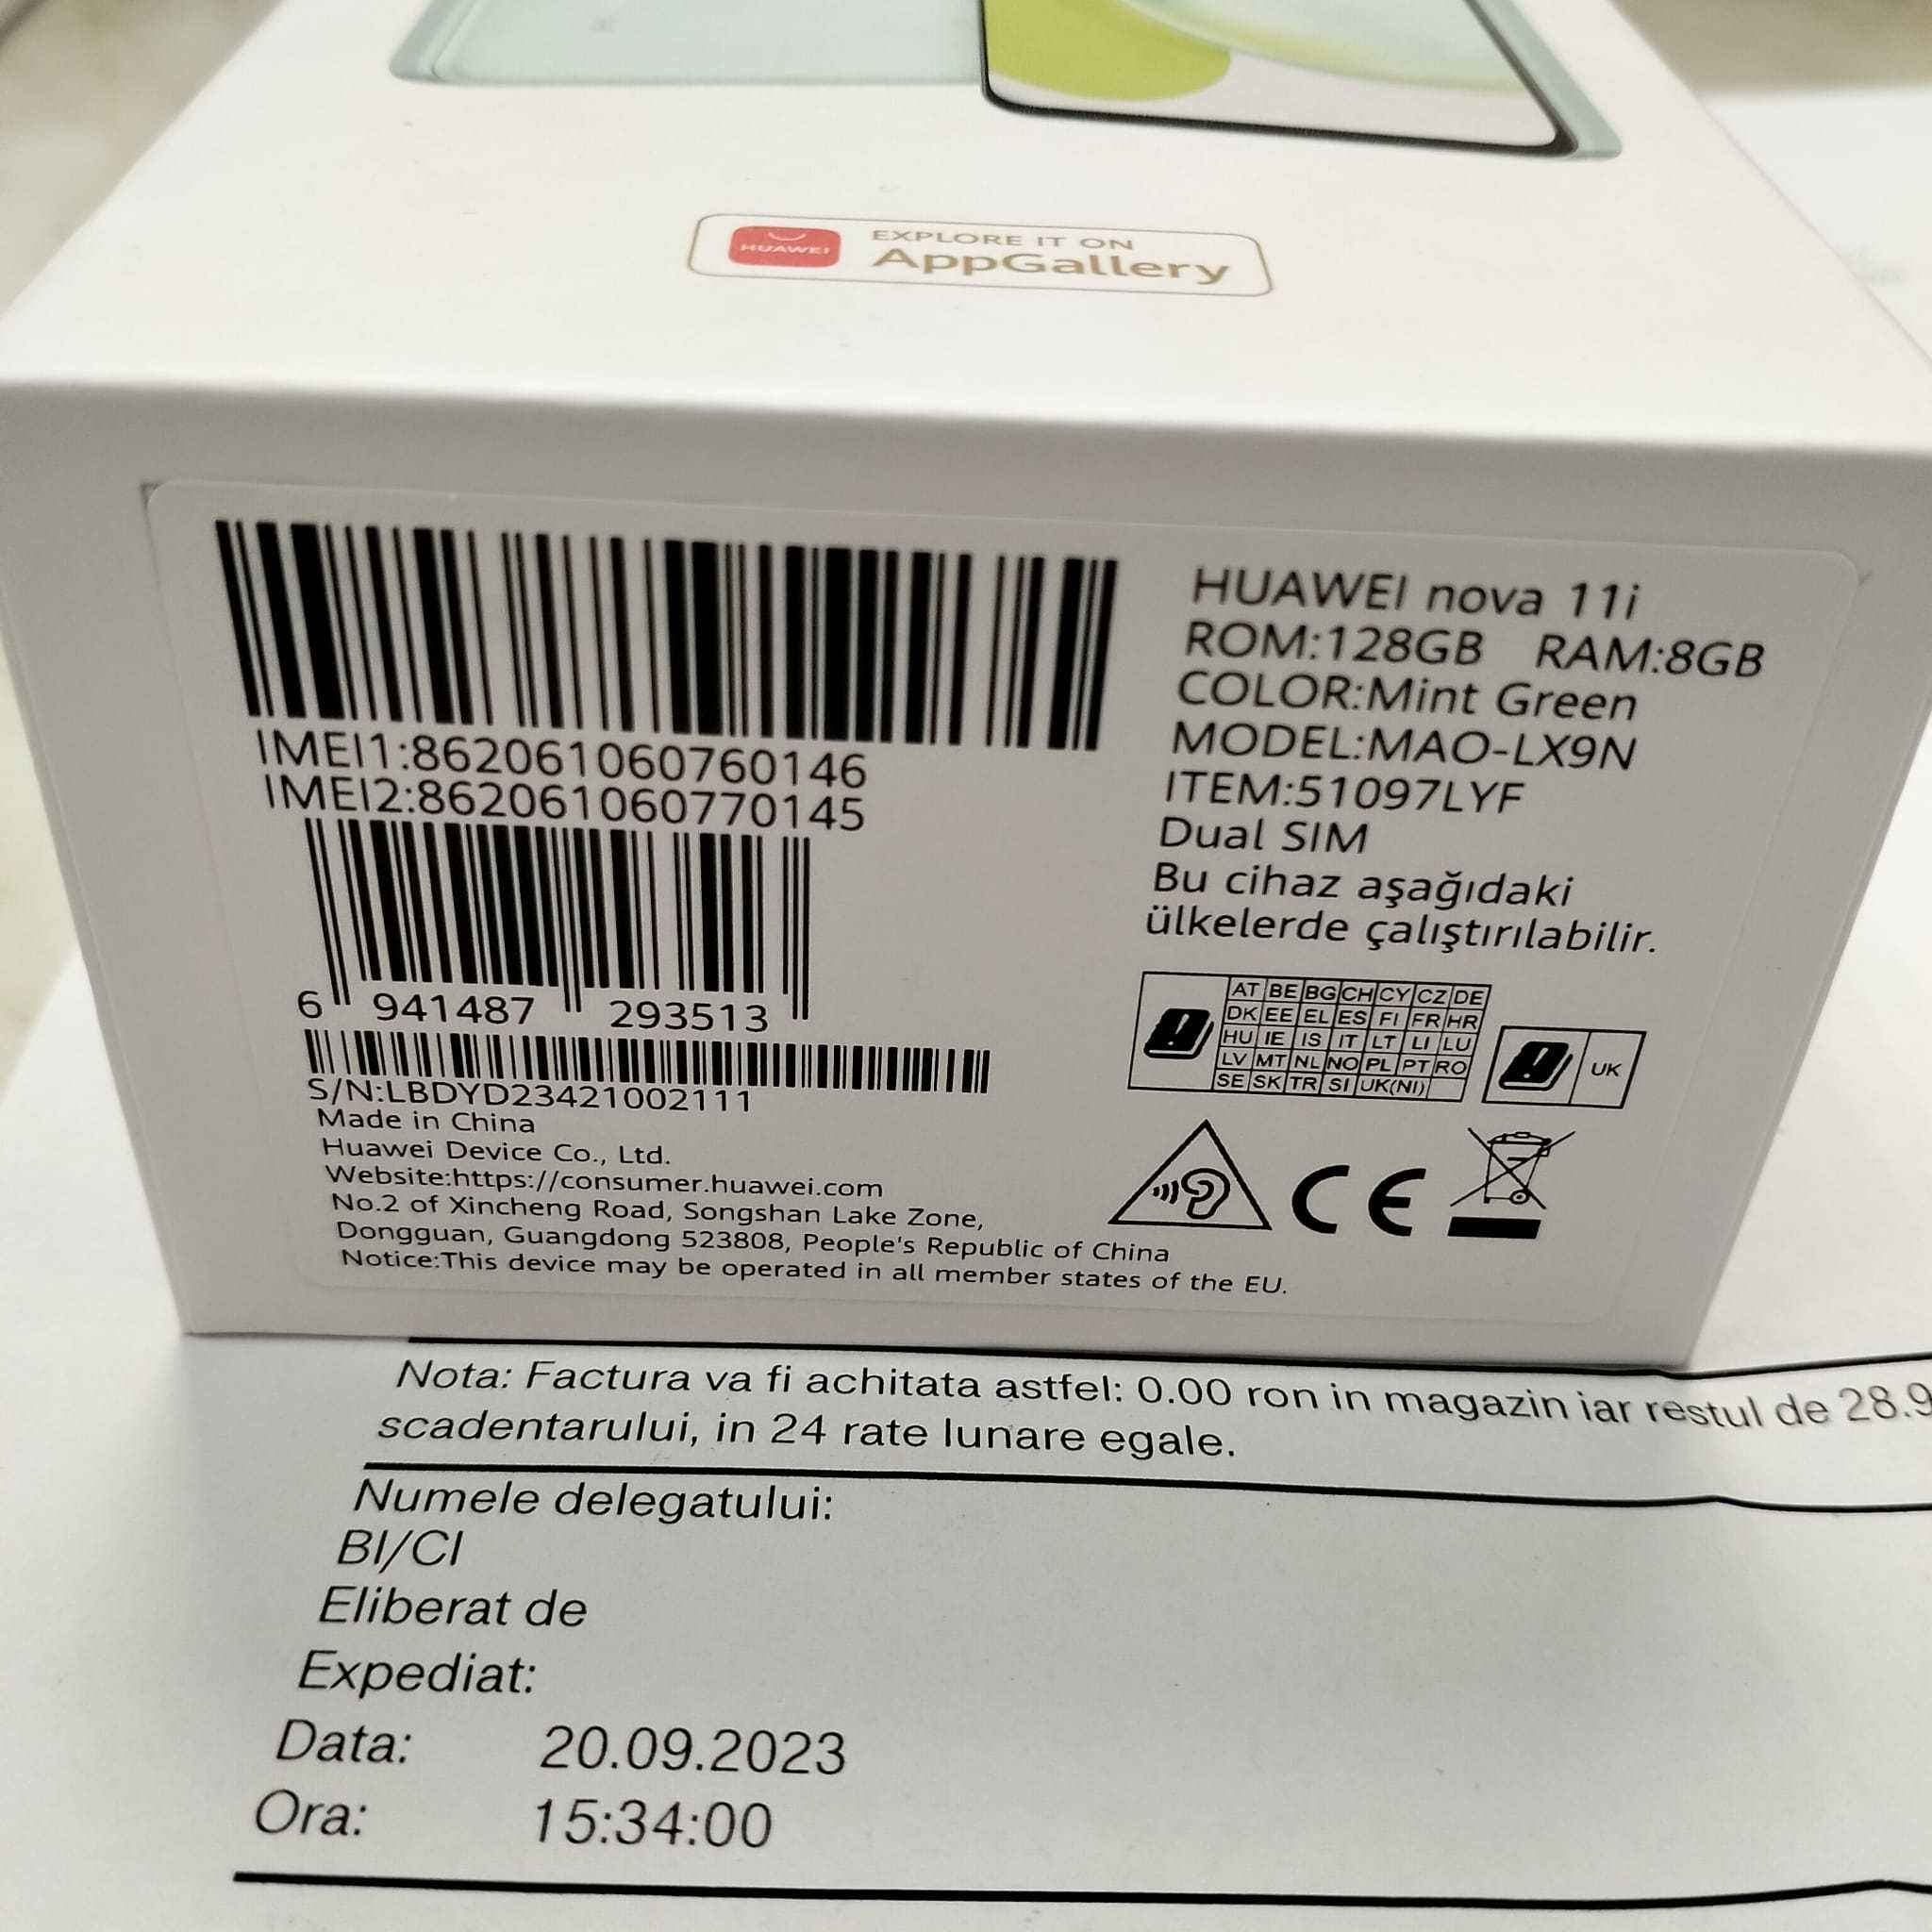 HUAWEI
EXPLORE IT ON
AppGallery
IMEI1:862061060760146
IMEI2:862061060770145
6 941487 293513
S/N:LBDYD23421002111
Made in China
Huawei Device Co., Ltd.
Website:https://consumer.huawei.com
No.2 of Xincheng Road, Songshan Lake Zone,
Dongguan, Guangdong 523808, People's Republic of China
Notice:This device may be operated in all member states of the EU.
HUAWEI nova 11i
ROM:128GB RAM:8GB
COLOR:Mint Green
MODEL:MAO-LX9N
ITEM:51097LYF
Dual SIM
Bu cihaz aşağıdaki
ülkelerde çalıştırılabilir.
AT BE BG CH CY CZ DE
DK EE EL ES FI FR HR
HU IE IS IT LT LI LU
LV MT NL NO PL PT RO
SE SK TR SI UK(NI)
UK
CE
Nota: Factura va fi achitata astfel: 0.00 ron in magazin iar restul de 28.9
scadentarului, in 24 rate lunare egale.
Numele delegatului:
BI/CI
Eliberat de
Expediat:
Data: 20.09.2023
Ora: 15:34:00